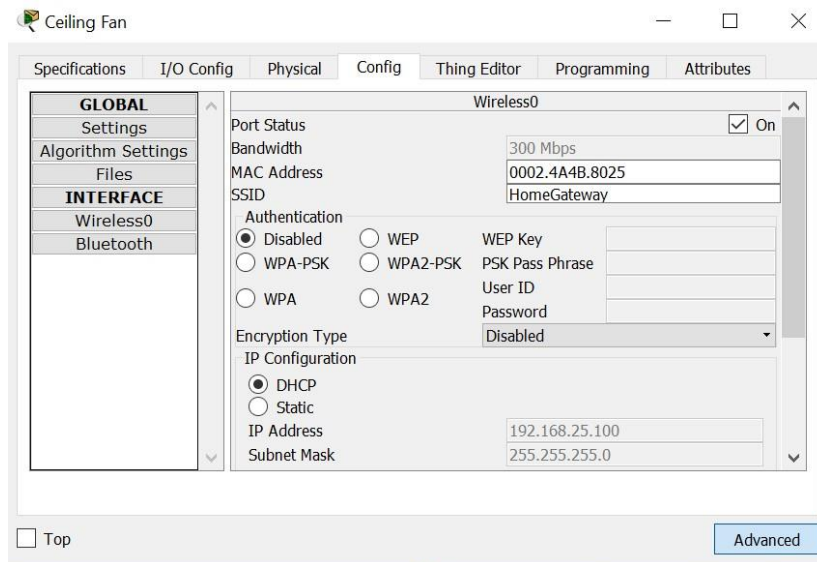 Ceiling Fan
Specifications I/O Config Physical Config Thing Editor Programming Attributes
GLOBAL
Settings
Algorithm Settings
Files
INTERFACE
Wireless0
Bluetooth
Wireless0
Port Status On
Bandwidth 300 Mbps
MAC Address 0002.4A4B.8025
SSID HomeGateway
Authentication
Disabled WEP WEP Key
WPA-PSK WPA2-PSK PSK Pass Phrase
User ID
WPA WPA2
Password
Encryption Type Disabled
IP Configuration
DHCP
Static
IP Address 192.168.25.100
Subnet Mask 255.255.255.0
Top Advanced